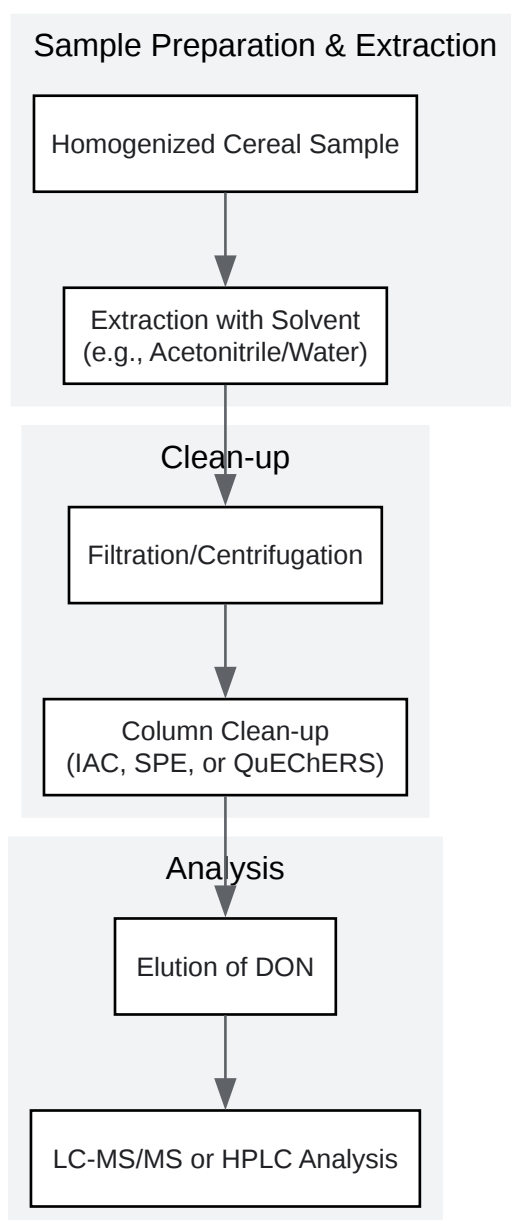 Sample Preparation & Extraction
Homogenized Cereal Sample
Extraction with Solvent
(e.g., Acetonitrile/Water)
Clean-up
Filtration/Centrifugation
Column Clean-up
(IAC, SPE, or QuEChERS)
Analysis
Elution of DON
LC-MS/MS or HPLC Analysis